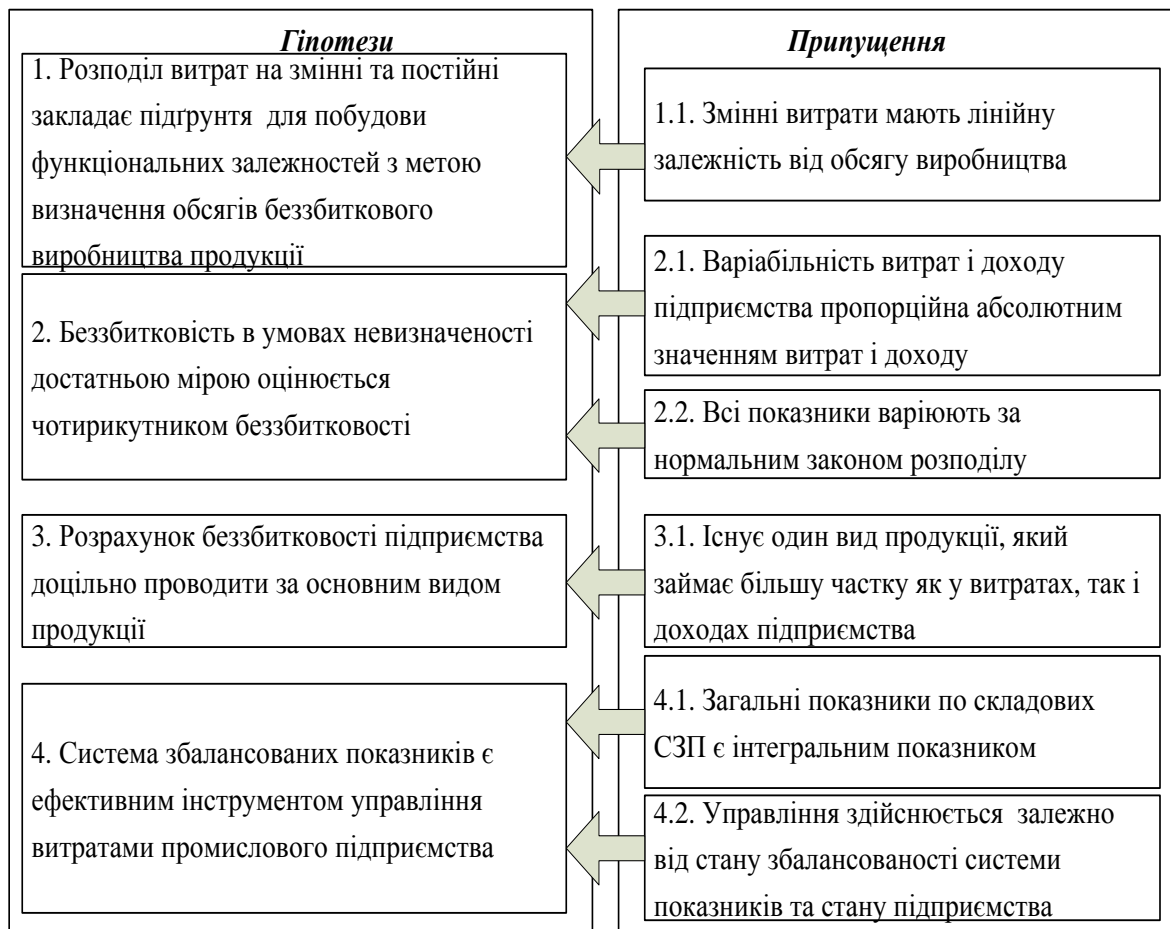 Гіпотези
1. Розподіл витрат на змінні та постійні
закладає підґрунтя для побудови
функціональних залежностей з метою
визначення обсягів беззбиткового
виробництва продукції
2. Беззбитковість в умовах невизначеності
достатньою мірою оцінюється
чотирикутником беззбитковості
3. Розрахунок беззбитковості підприємства
доцільно проводити за основним видом
продукції
4. Система збалансованих показників є
ефективним інструментом управління
витратами промислового підприємства
Припущення
1.1. Змінні витрати мають лінійну
залежність від обсягу виробництва
2.1. Варіабільність витрат і доходу
підприємства пропорційна абсолютним
значенням витрат і доходу
2.2. Всі показники варіюють за
нормальним законом розподілу
3.1. Існує один вид продукції, який
займає більшу частку як у витратах, так і
доходах підприємства
4.1. Загальні показники по складових
СЗП є інтегральним показником
4.2. Управління здійснюється залежно
від стану збалансованості системи
показників та стану підприємства